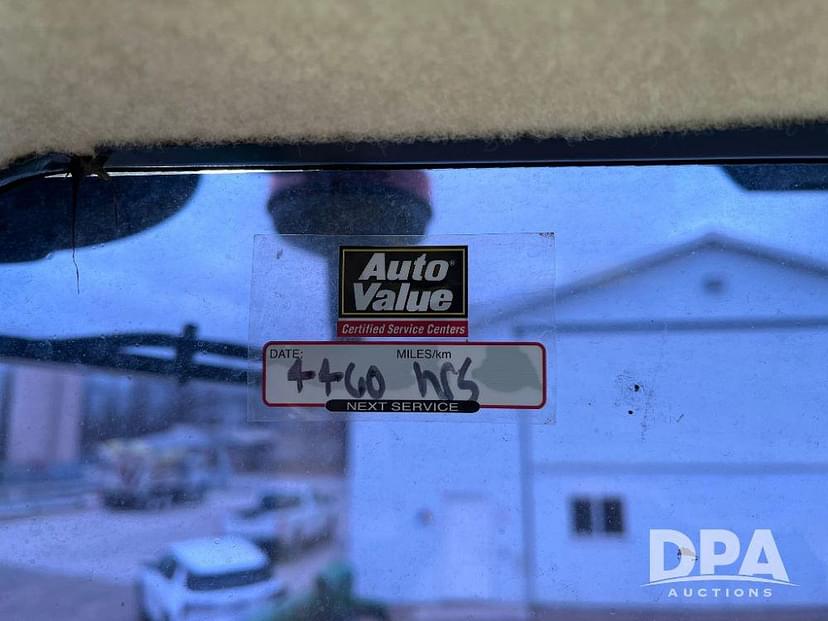 Auto®
Value
Certified Service Centers
DATE: MILES/km
4460 hrs
NEXT SERVICE
DPA
AUCTIONS